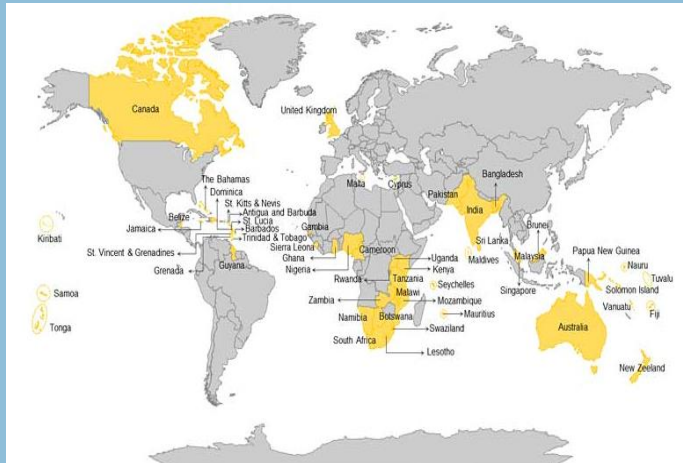 Canada
United Kingdom
The Bahamas
Dominica
St. Kitts & Nevis
Antigua and Barbuda
St. Lucia
Barbados
Trinidad & Tobago
Belize
Jamaica
St. Vincent & Grenadines
Grenada
Guyana
Kiribati
Samoa
Tonga
Malta
Cyprus
Gambia
Sierra Leona
Ghana
Nigeria
Cameroon
Rwanda
Uganda
Kenya
Tanzania
Malawi
Zambia
Mozambique
Namibia
Botswana
Swaziland
South Africa
Lesotho
Seychelles
Mauritius
Pakistan
India
Bangladesh
Sri Lanka
Maldives
Brunei
Malaysia
Singapore
Papua New Guinea
Nauru
Tuvalu
Solomon Island
Vanuatu
Fiji
Australia
New Zeeland